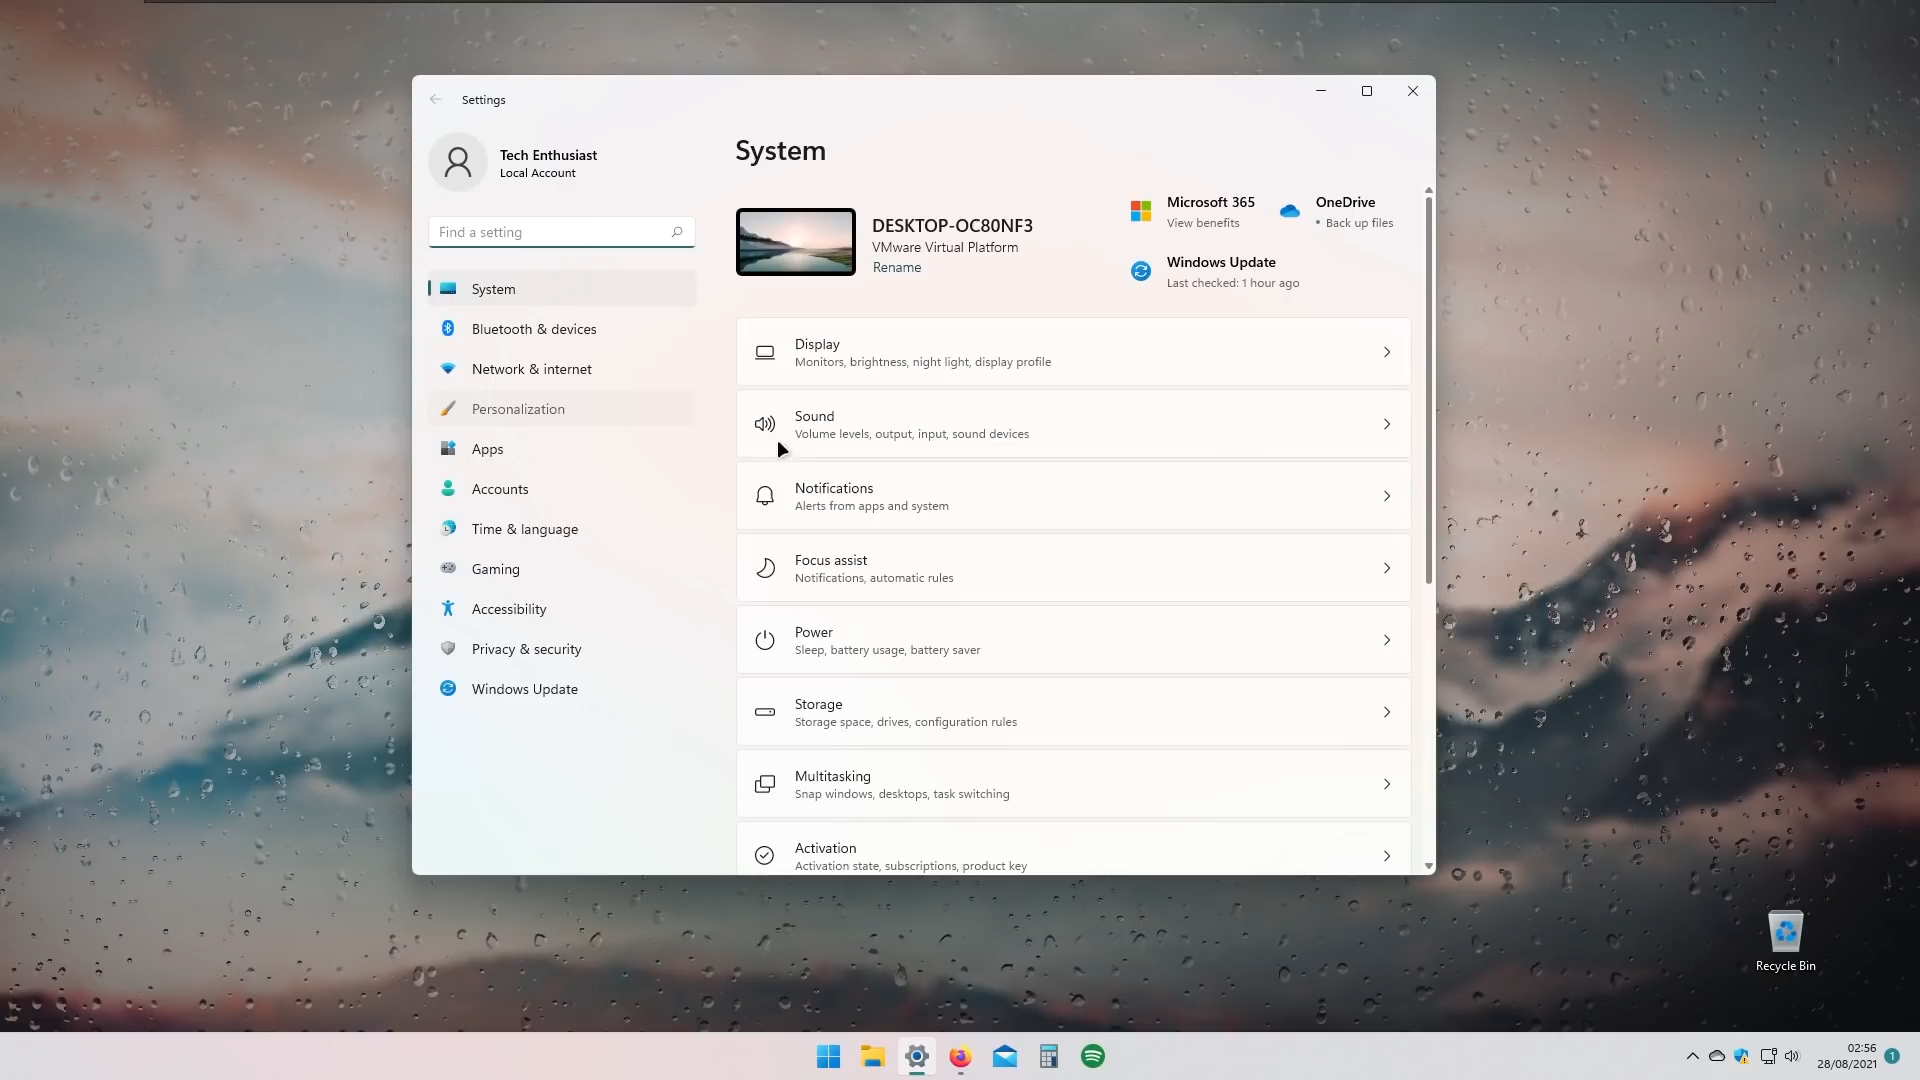 Settings
Tech Enthusiast
Local Account
Find a setting
System
Bluetooth & devices
Network & internet
Personalization
Apps
Accounts
Time & language
Gaming
Accessibility
Privacy & security
Windows Update
System
DESKTOP-OC80NF3
VMware Virtual Platform
Rename
Microsoft 365
View benefits
OneDrive
• Back up files
Windows Update
Last checked: 1 hour ago
Display
Monitors, brightness, night light, display profile
Sound
Volume levels, output, input, sound devices
Notifications
Alerts from apps and system
Focus assist
Notifications, automatic rules
Power
Sleep, battery usage, battery saver
Storage
Storage space, drives, configuration rules
Multitasking
Snap windows, desktops, task switching
Activation
Activation state, subscriptions, product key
Recycle Bin
02:56
28/08/2021
1